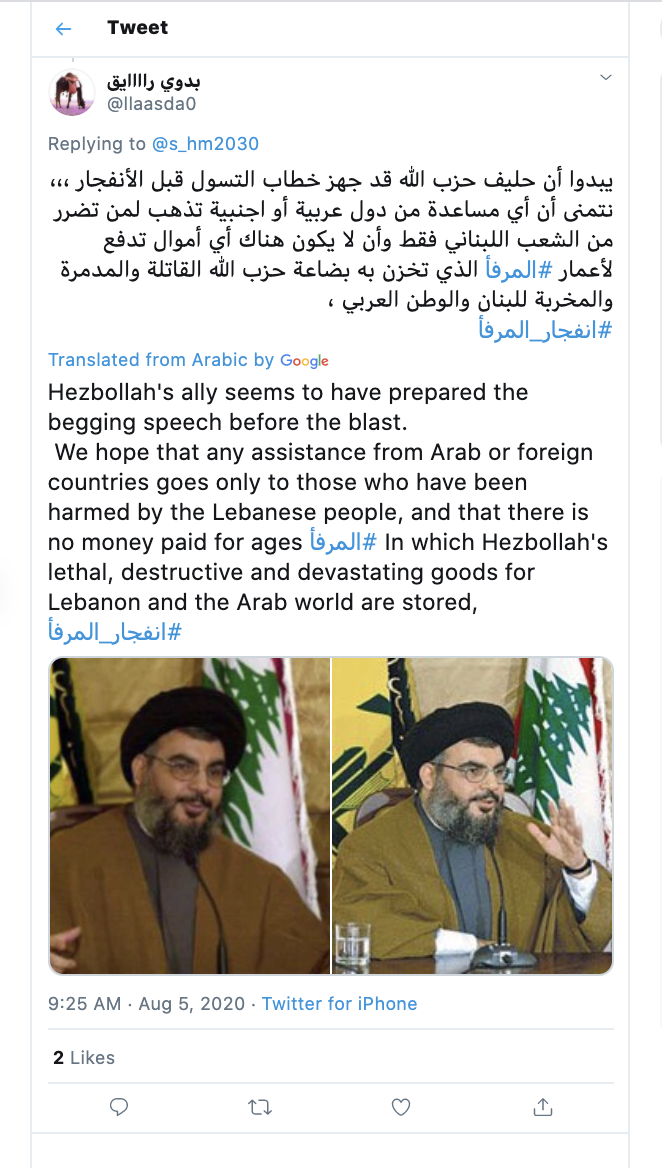 Tweet
بدوي راااايق
@llaasda0
Replying to @s_hm2030
يبدوا أن حليف حزب الله قد جهز خطاب التسول قبل الأنفجار ،،،
نتمنى أن أي مساعدة من دول عربية أو اجنبية تذهب لمن تضرر
من الشعب اللبناني فقط وأن لا يكون هناك أي أموال تدفع
لأعمار #المرفأ الذي تخزن به بضاعة حزب الله القاتلة والمدمرة
والمخربة للبنان والوطن العربي ،
#انفجار_المرفأ
Translated from Arabic by Google
Hezbollah's ally seems to have prepared the
begging speech before the blast.
We hope that any assistance from Arab or foreign
countries goes only to those who have been
harmed by the Lebanese people, and that there is
no money paid for ages #المرفأ In which Hezbollah's
lethal, destructive and devastating goods for
Lebanon and the Arab world are stored,
#انفجار_المرفأ
9:25 AM · Aug 5, 2020 · Twitter for iPhone
2 Likes